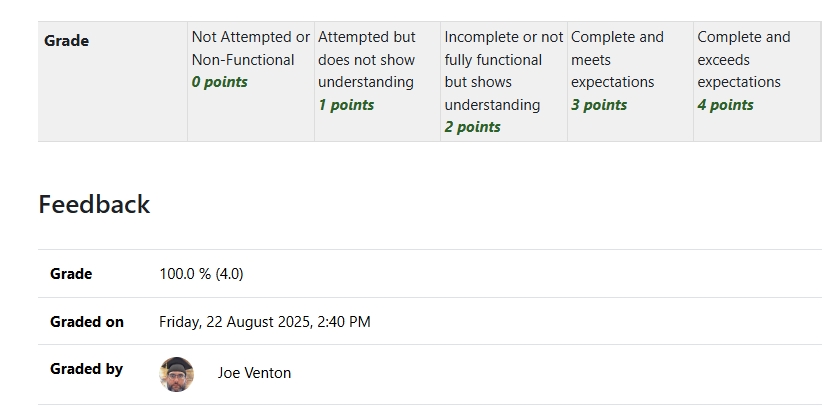 Grade
Not Attempted or
Non-Functional
0 points
Attempted but
does not show
understanding
1 points
Incomplete or not
fully functional
but shows
understanding
2 points
Complete and
meets
expectations
3 points
Complete and
exceeds
expectations
4 points
Feedback
Grade 100.0 % (4.0)
Graded on Friday, 22 August 2025, 2:40 PM
Graded by Joe Venton